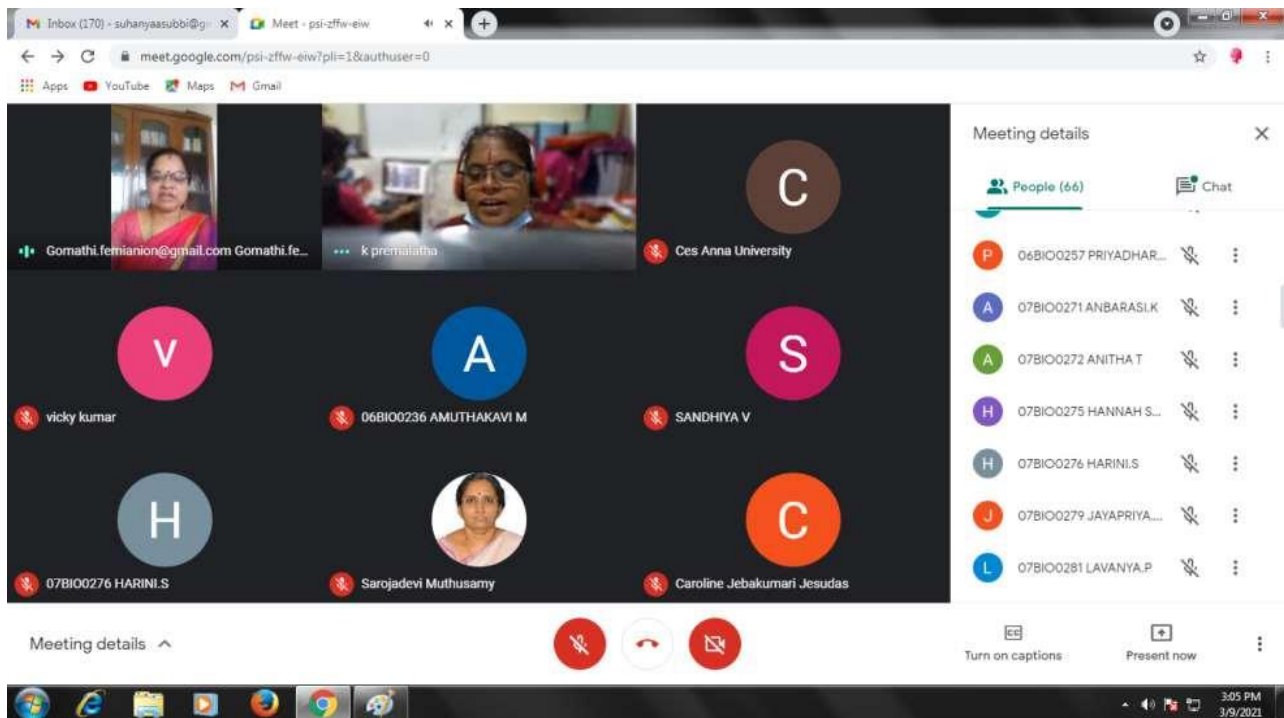 Inbox (170) - suhanyaasubbi@g
Meet - psi-zffw-eiw
meet.google.com/psi-zffw-eiw?pli=1&authuser=0
Apps YouTube Maps Gmail
Gomathi.femianion@gmail.com Gomathi.fe...
k premalatha
Ces Anna University
vicky kumar
06BIO0236 AMUTHAKAVI M
SANDHIYA V
07BIO0276 HARINI.S
Sarojadevi Muthusamy
Caroline Jebakumari Jesudas
C
V
A
S
H
C
Meeting details
People (66)
Chat
P 06BIO0257 PRIYADHAR...
A 07BIO0271 ANBARASI.K
A 07BIO0272 ANITHA T
H 07BIO0275 HANNAH S...
H 07BIO0276 HARINI.S
J 07BIO0279 JAYAPRIYA....
L 07BIO0281 LAVANYA.P
Meeting details
CC
Turn on captions
Present now
3:05 PM
3/9/2021